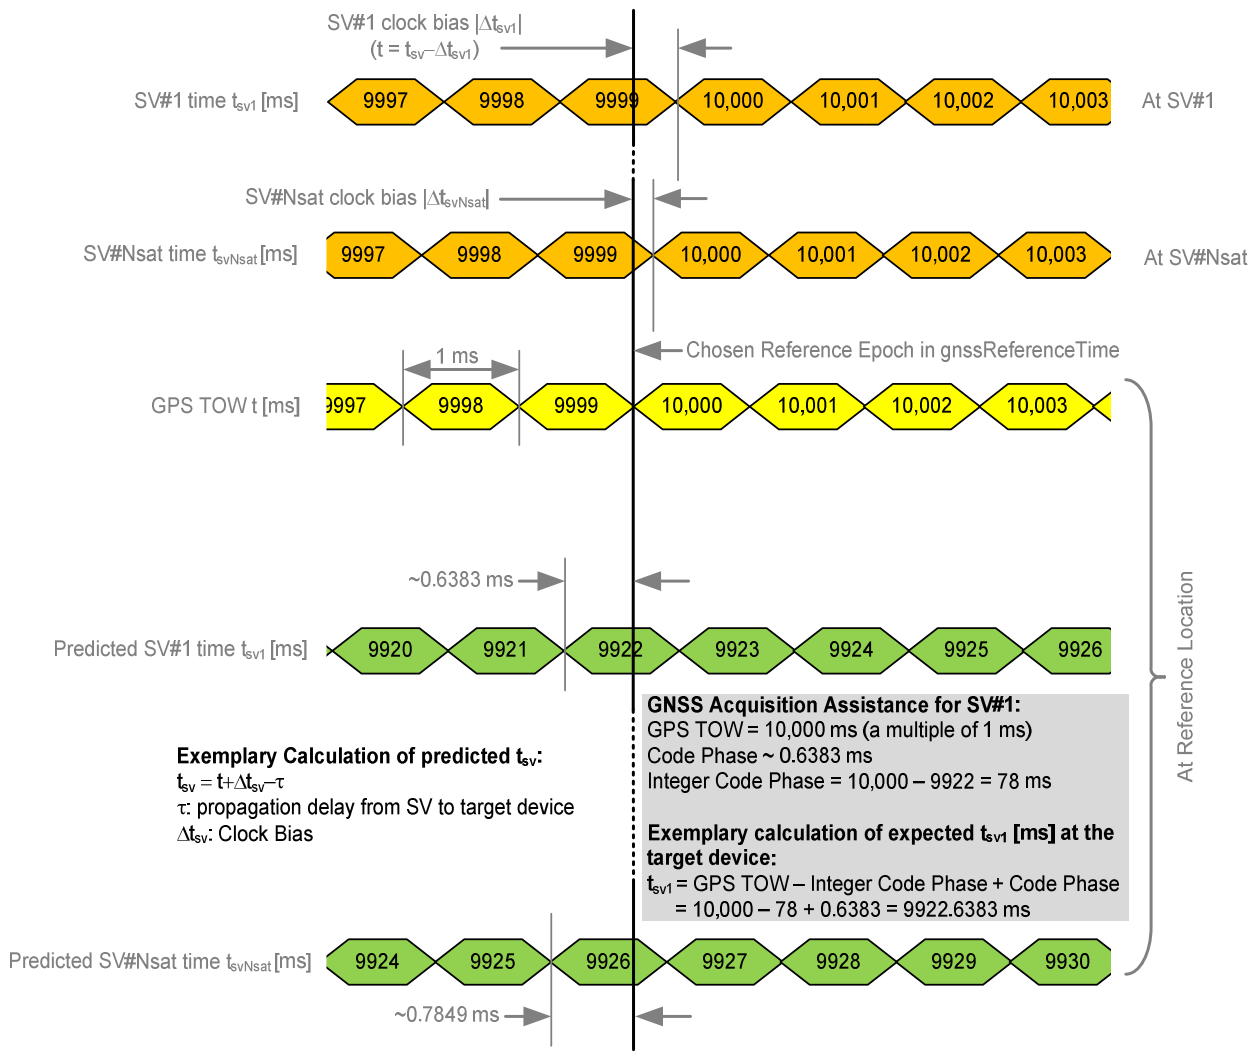 SV#1 clock bias |Δtsv1|
(t = tsv–Δtsv1)
SV#1 time tsv1 [ms]
9997 9998 9999 10,000 10,001 10,002 10,003
At SV#1
SV#Nsat clock bias |ΔtsvNsat|
SV#Nsat time tsvNsat [ms]
9997 9998 9999 10,000 10,001 10,002 10,003
At SV#Nsat
Chosen Reference Epoch in gnssReferenceTime
1 ms
GPS TOW t [ms]
9997 9998 9999 10,000 10,001 10,002 10,003
~0.6383 ms
Predicted SV#1 time tsv1 [ms]
9920 9921 9922 9923 9924 9925 9926
At Reference Location
GNSS Acquisition Assistance for SV#1:
GPS TOW = 10,000 ms (a multiple of 1 ms)
Code Phase ~ 0.6383 ms
Integer Code Phase = 10,000 – 9922 = 78 ms
Exemplary calculation of expected tsv1 [ms] at the
target device:
tsv1 = GPS TOW – Integer Code Phase + Code Phase
= 10,000 – 78 + 0.6383 = 9922.6383 ms
Exemplary Calculation of predicted tsv:
tsv = t+Δtsv–τ
τ: propagation delay from SV to target device
Δtsv: Clock Bias
Predicted SV#Nsat time tsvNsat [ms]
9924 9925 9926 9927 9928 9929 9930
~0.7849 ms